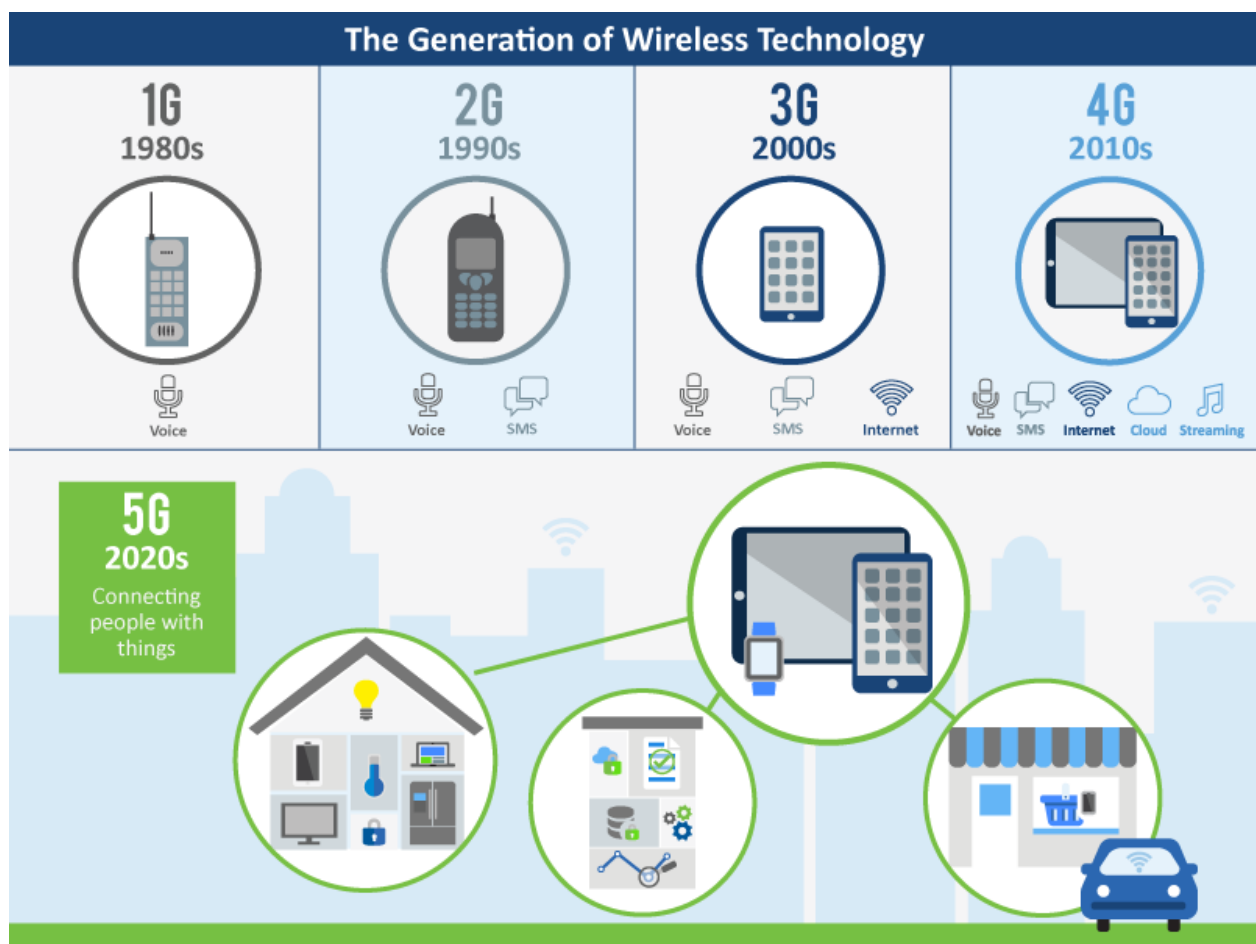 The Generation of Wireless Technology
1G
1980s
Voice
2G
1990s
Voice
SMS
3G
2000s
Voice
SMS
Internet
4G
2010s
Voice
SMS
Internet
Cloud
Streaming
5G
2020s
Connecting
people with
things